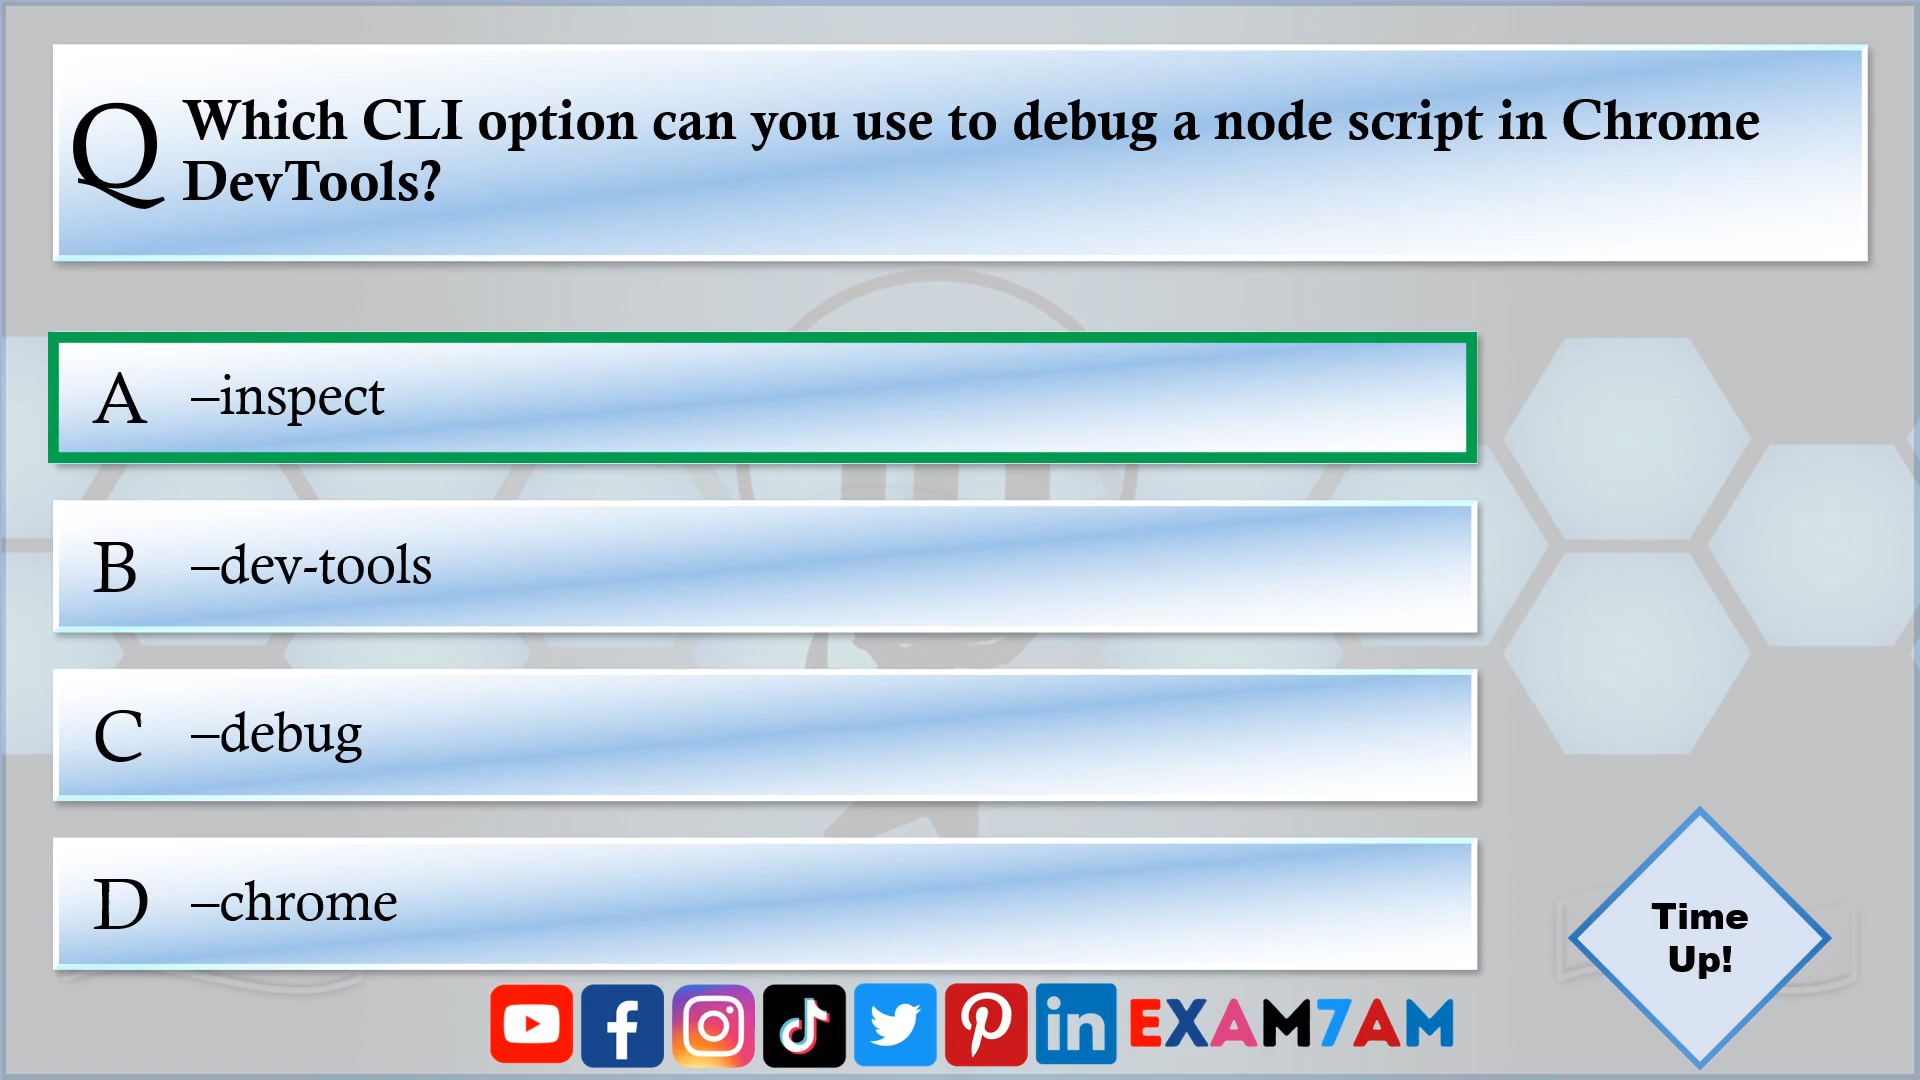 Q Which CLI option can you use to debug a node script in Chrome
DevTools?
A –inspect
B –dev-tools
C –debug
D –chrome
Time
Up!
EXAM7AM